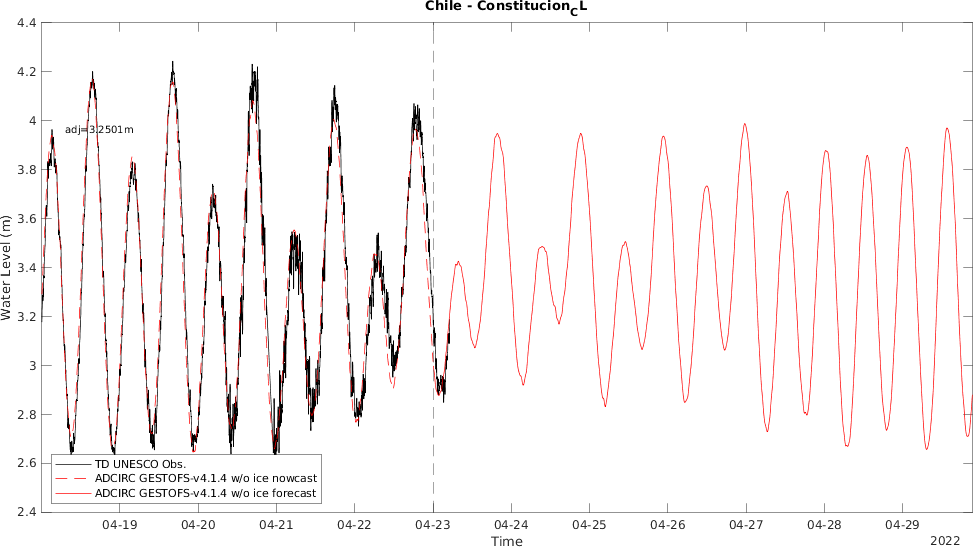 Chile - Constitucion_CL
4.4
4.2
4
3.8
3.6
3.4
3.2
3
2.8
2.6
2.4
Water Level (m)
adj=3.2501m
TD UNESCO Obs.
ADCIRC GESTOFS-v4.1.4 w/o ice nowcast
ADCIRC GESTOFS-v4.1.4 w/o ice forecast
04-19 04-20 04-21 04-22 04-23 04-24 04-25 04-26 04-27 04-28 04-29
Time
2022